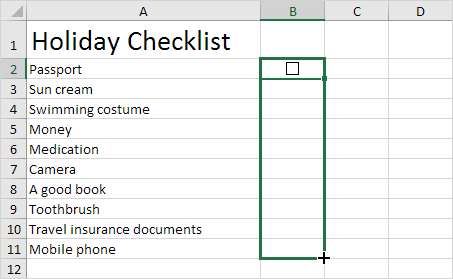 A B C D
1 Holiday Checklist
2 Passport
3 Sun cream
4 Swimming costume
5 Money
6 Medication
7 Camera
8 A good book
9 Toothbrush
10 Travel insurance documents
11 Mobile phone
12